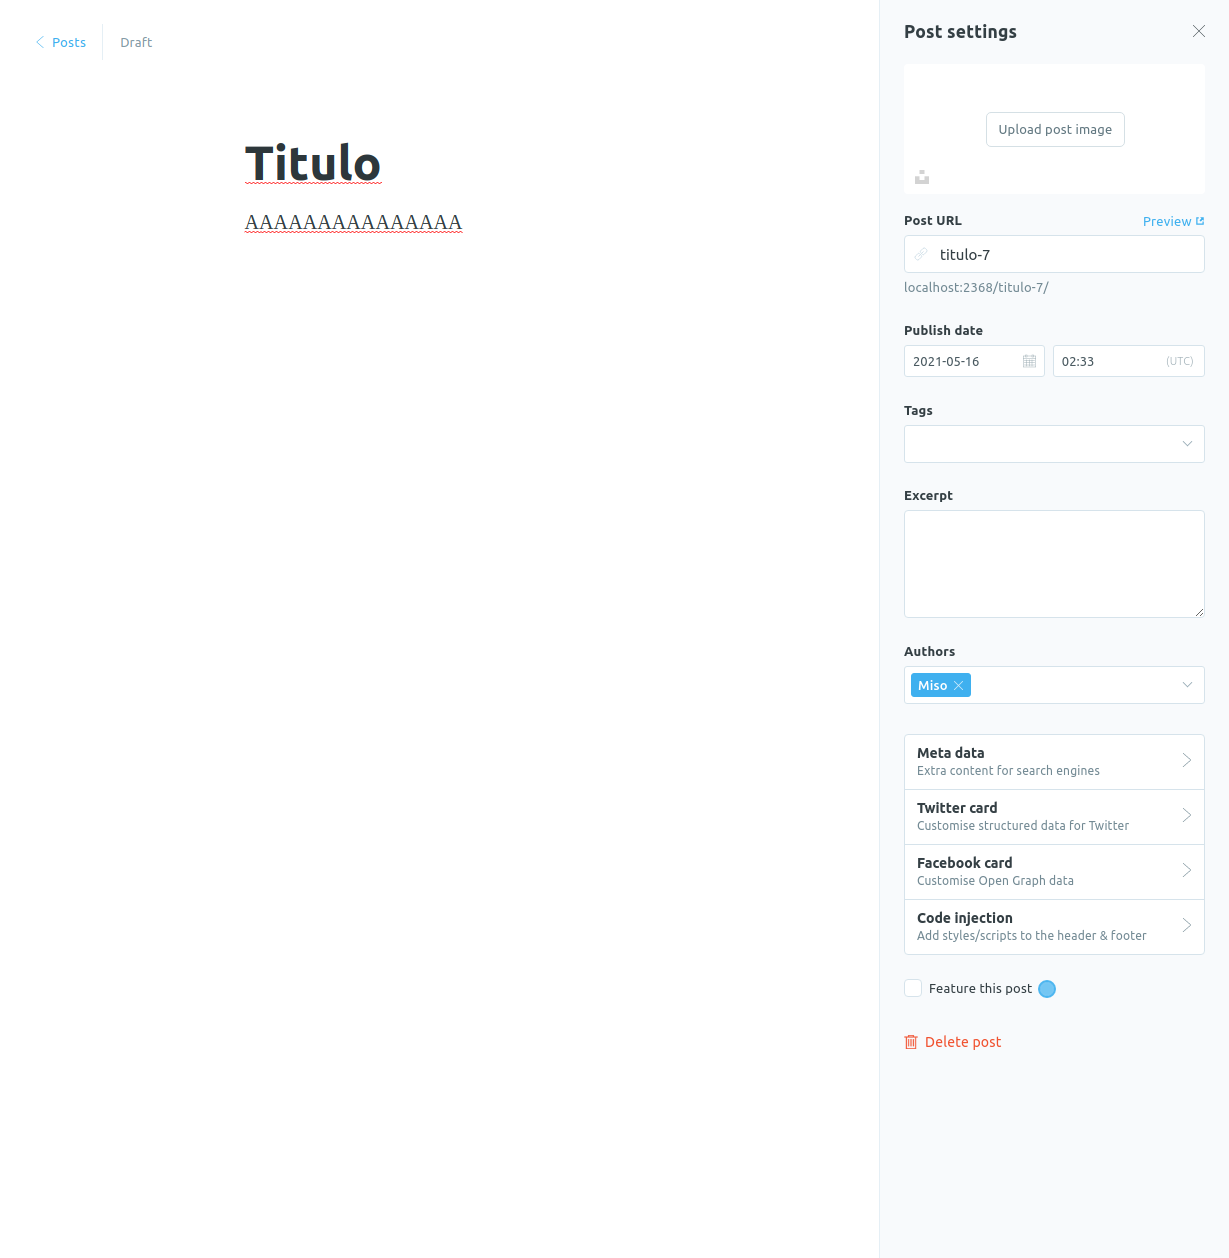 Posts
Draft
Titulo
AAAAAAAAAAAAAAA
Post settings
Upload post image
Post URL
Preview
titulo-7
localhost:2368/titulo-7/
Publish date
2021-05-16
02:33
(UTC)
Tags
Excerpt
Authors
Miso
Meta data
Extra content for search engines
Twitter card
Customise structured data for Twitter
Facebook card
Customise Open Graph data
Code injection
Add styles/scripts to the header & footer
Feature this post
Delete post